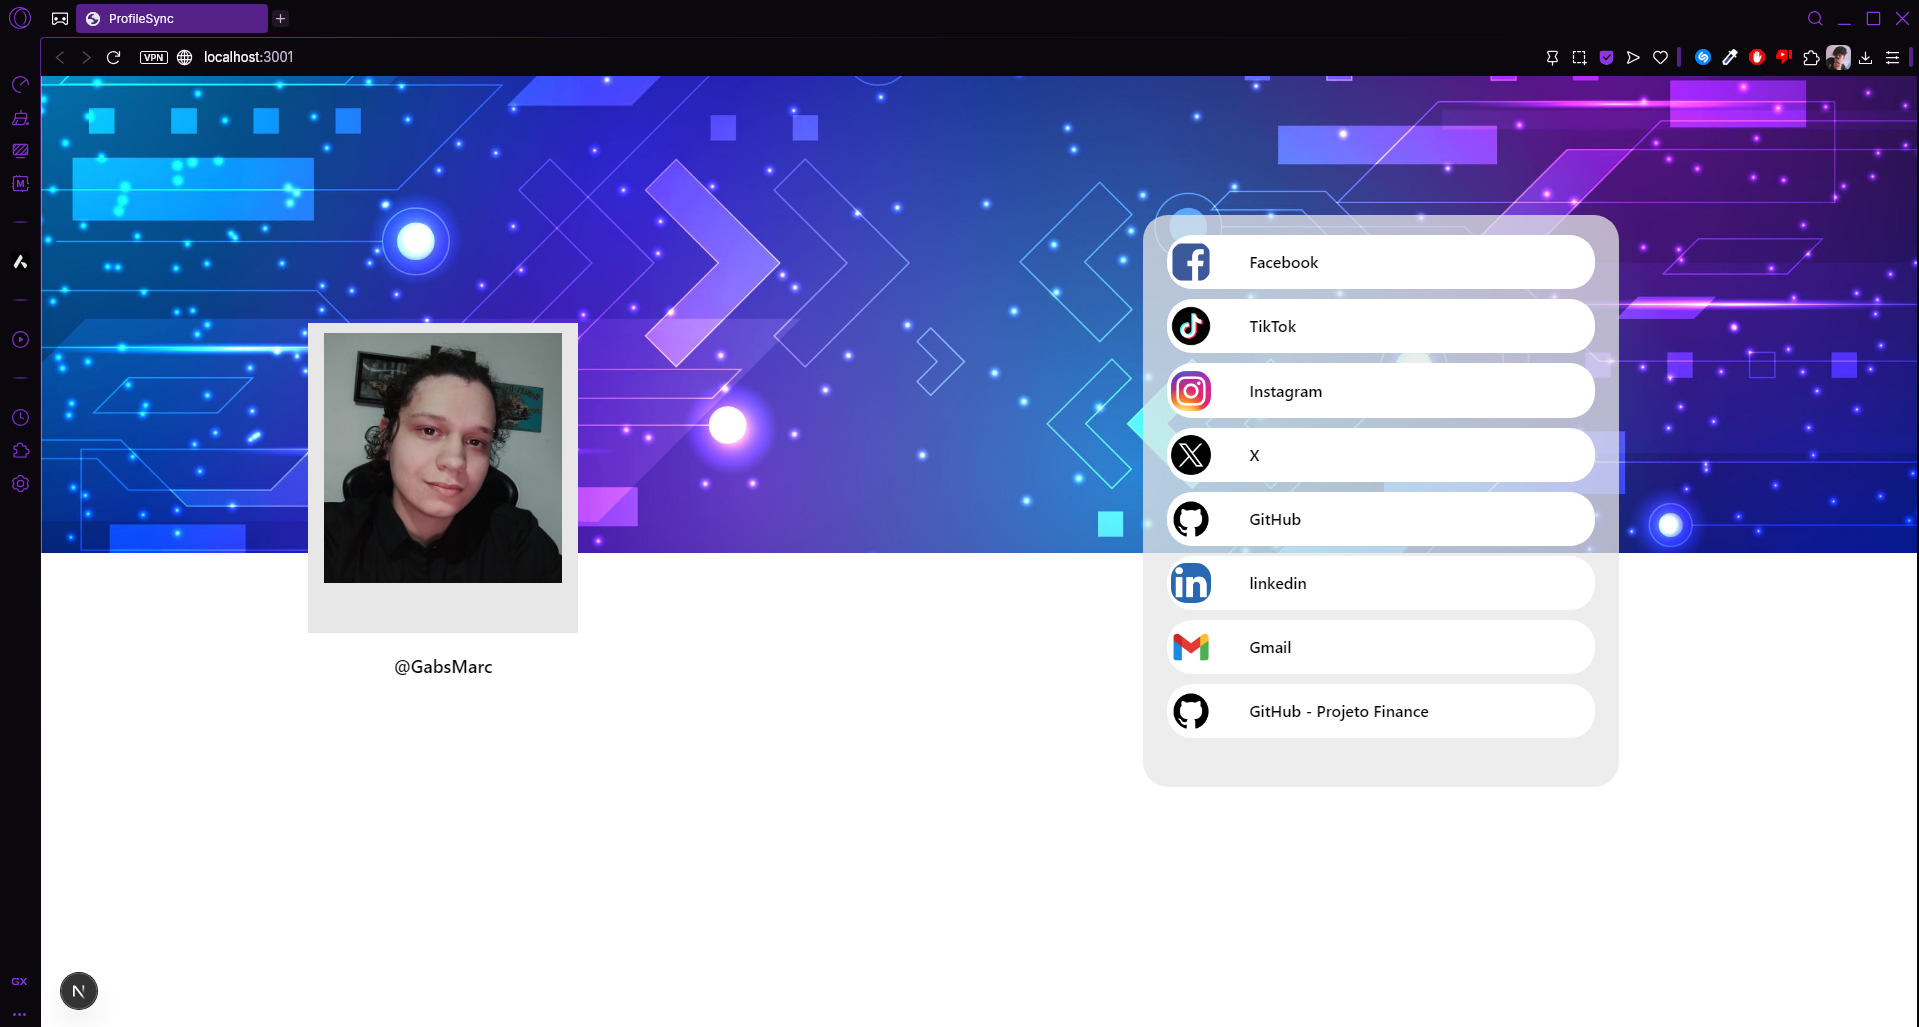 ProfileSync
VPN
localhost:3001
M
Facebook
TikTok
Instagram
X
GitHub
linkedin
Gmail
GitHub - Projeto Finance
@GabsMarc
GX
N